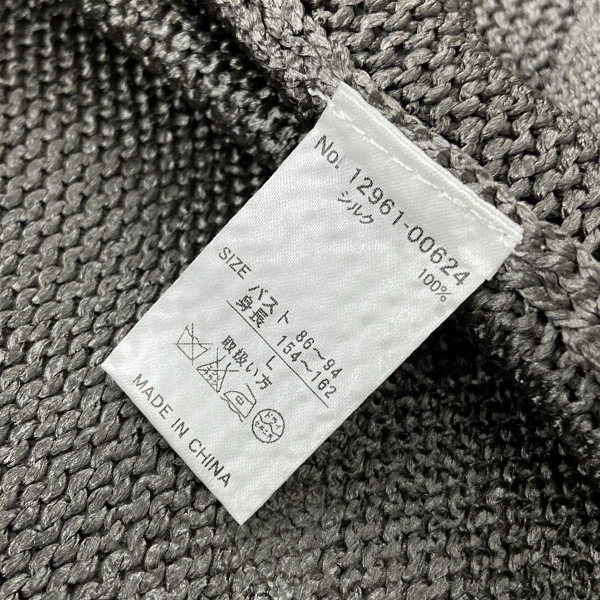 No. 12961-00624
シルク 100%
SIZE バスト 86～94
身長 154～162
L
取扱い方
MADE IN CHINA